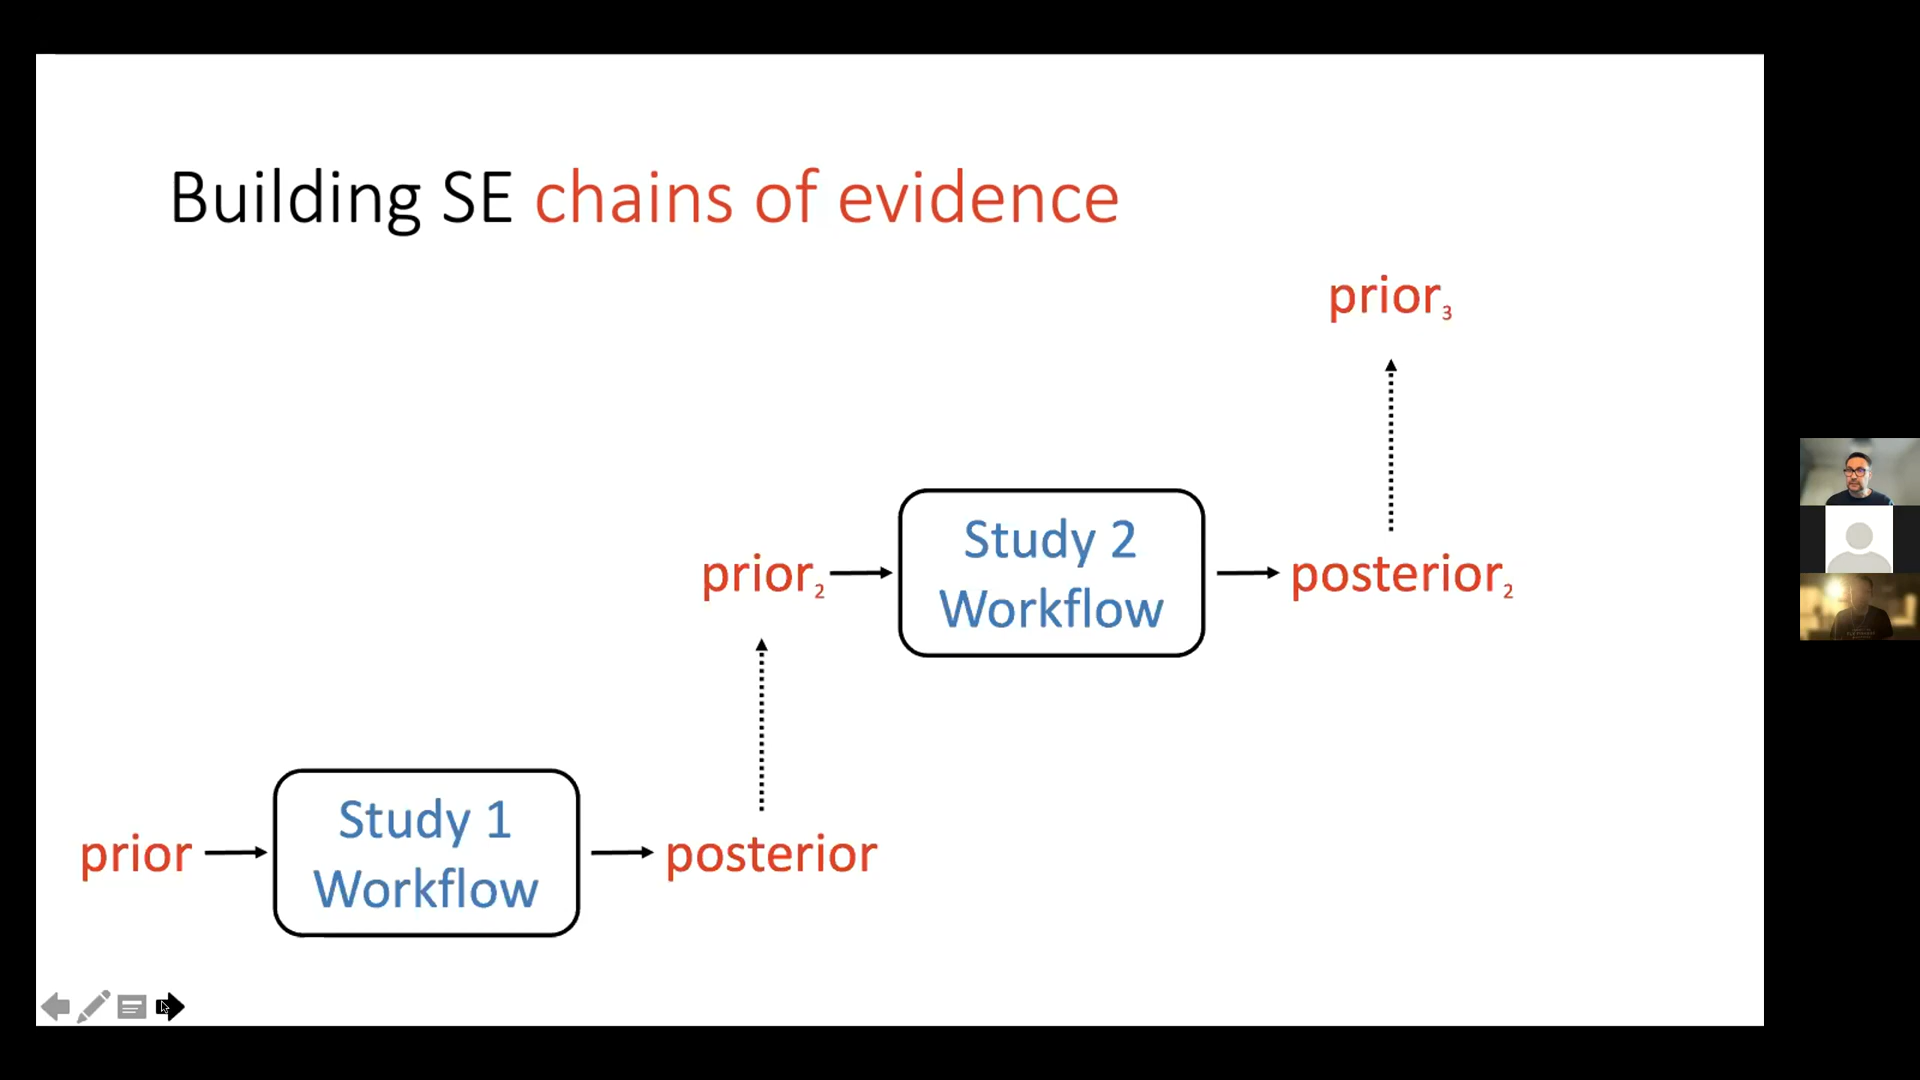 Building SE chains of evidence
prior₃
prior₂
Study 2
Workflow
posterior₂
prior
Study 1
Workflow
posterior